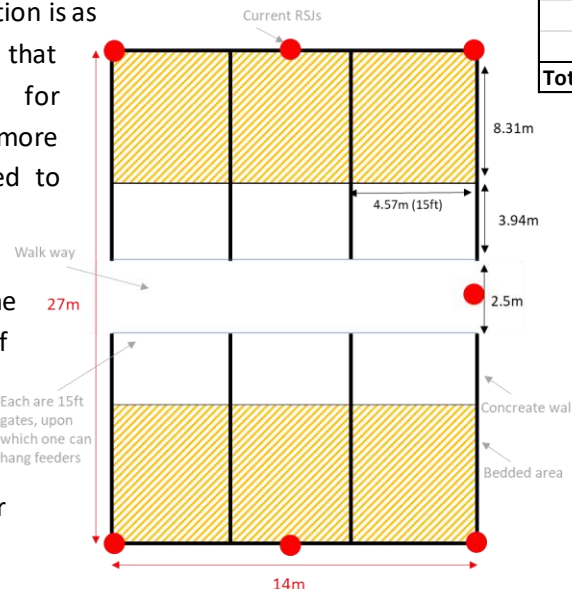 tion is as
that
for
more
ed to
he
f
r
Tot
Current RSJs
8.31m
4.57m (15ft)
3.94m
Walk way
27m
2.5m
Each are 15ft
gates, upon
which one can
hang feeders
Concreate wal
Bedded area
14m